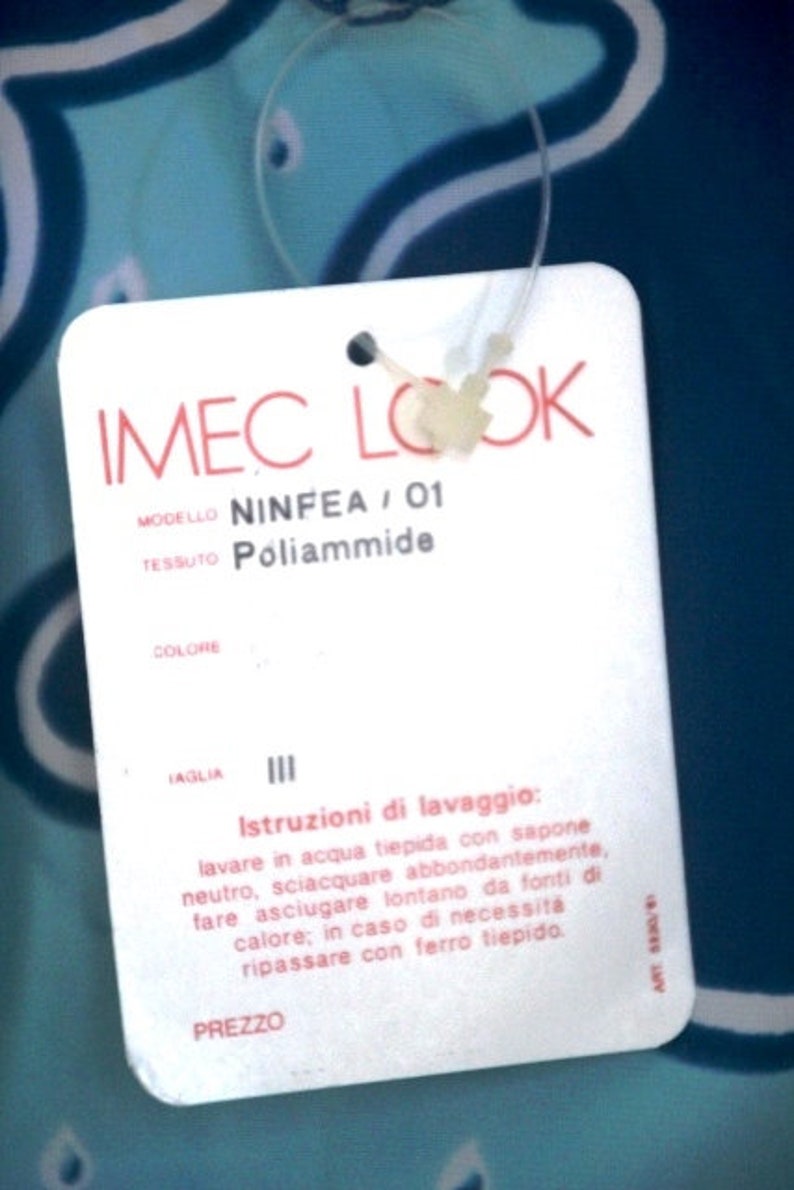 IMEC LOOK
MODELLO NINFEA / 01
TESSUTO Poliammide
COLORE
TAGLIA III
Istruzioni di lavaggio:
lavare in acqua tiepida con sapone
neutro, sciacquare abbondantemente,
fare asciugare lontano da fonti di
calore; in caso di necessità
ripassare con ferro tiepido.
PREZZO
ART.